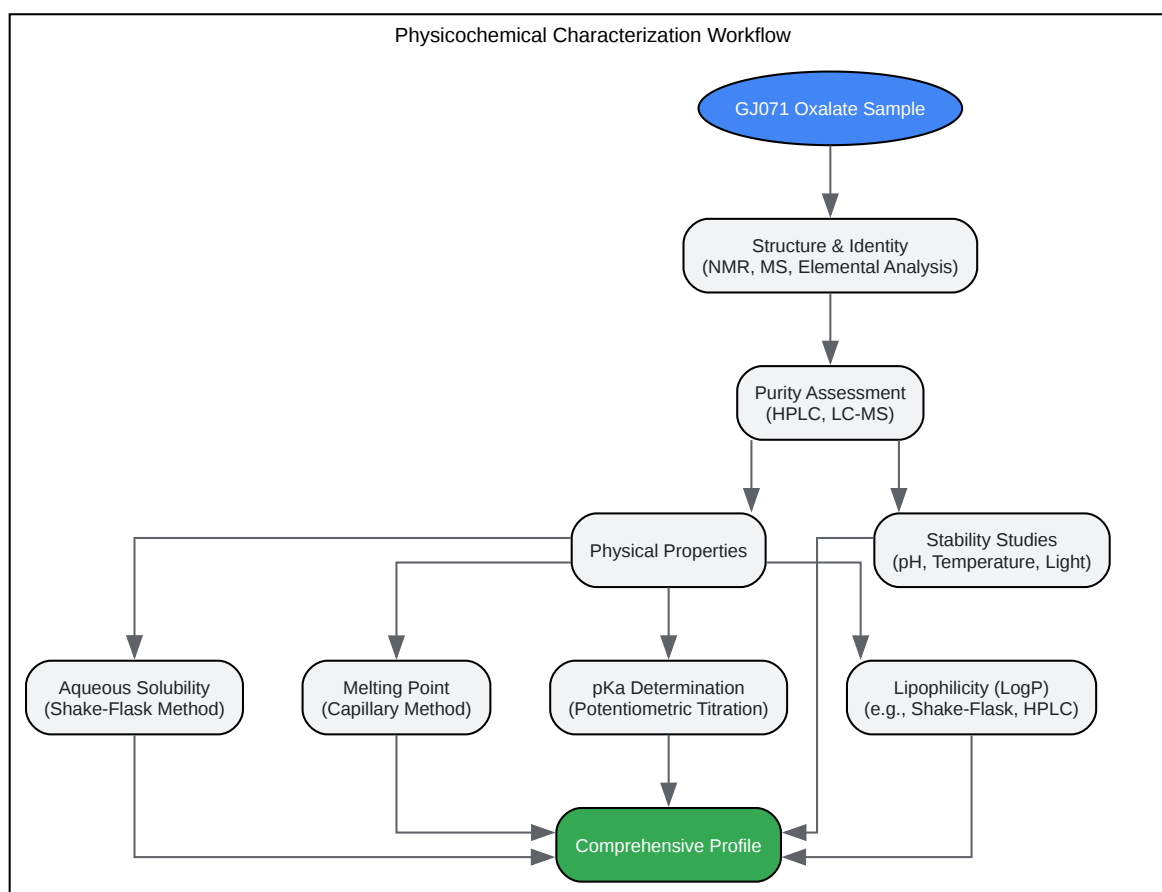 Physicochemical Characterization Workflow
GJ071 Oxalate Sample
Structure & Identity
(NMR, MS, Elemental Analysis)
Purity Assessment
(HPLC, LC-MS)
Physical Properties
Stability Studies
(pH, Temperature, Light)
Aqueous Solubility
(Shake-Flask Method)
Melting Point
(Capillary Method)
pKa Determination
(Potentiometric Titration)
Lipophilicity (LogP)
(e.g., Shake-Flask, HPLC)
Comprehensive Profile